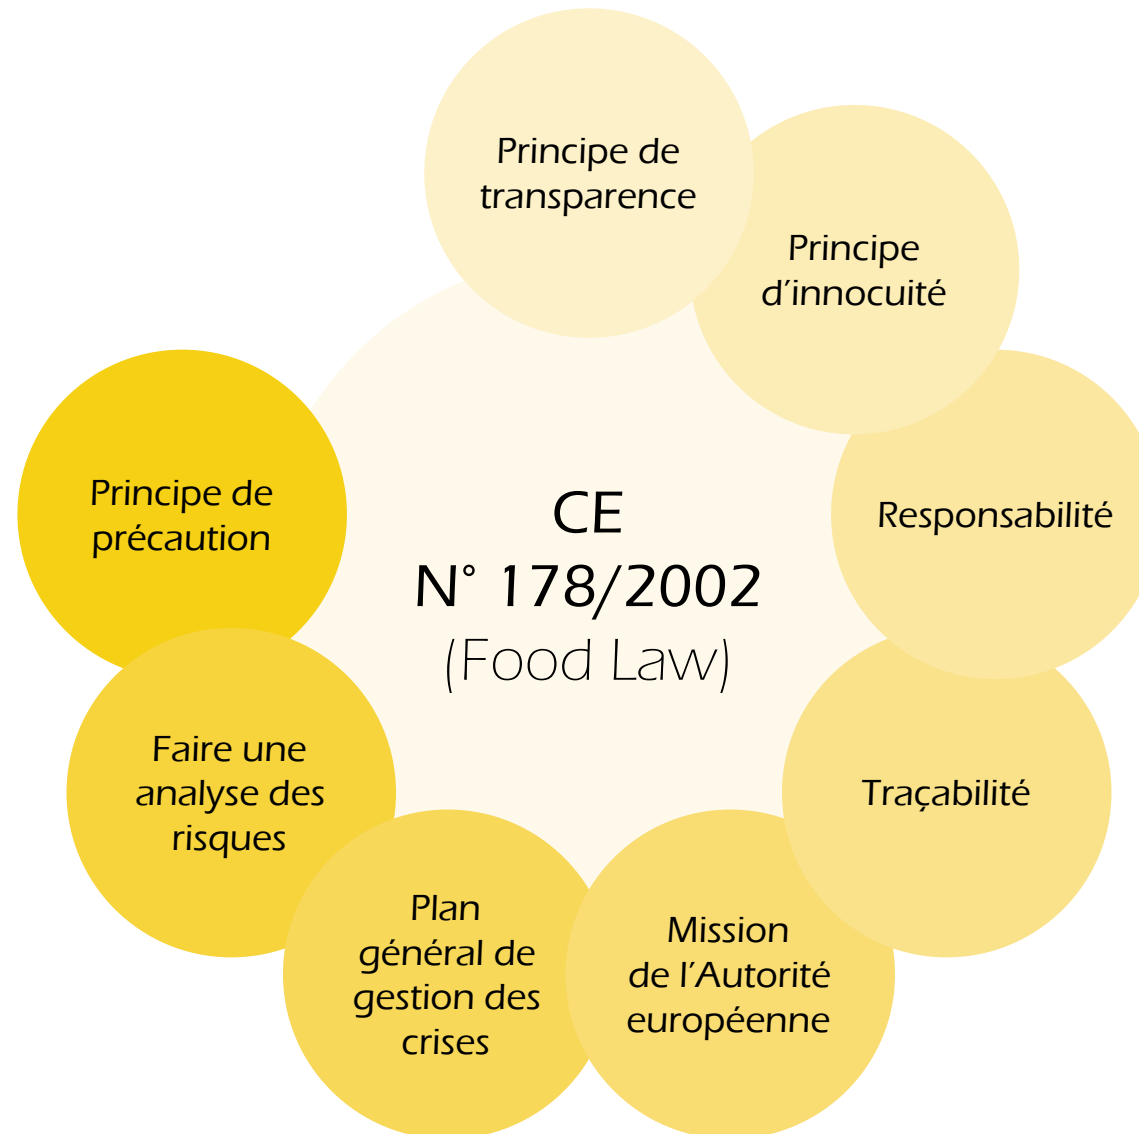 Principe de
transparence
Principe
d'innocuité
Responsabilité
Traçabilité
Mission
de l'Autorité
européenne
Plan
général de
gestion des
crises
Faire une
analyse des
risques
Principe de
précaution
CE
N° 178/2002
(Food Law)